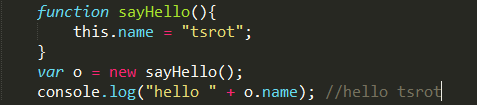 function sayHello(){
    this.name = "tsrot";
}
var o = new sayHello();
console.log("hello " + o.name); //hello tsrot